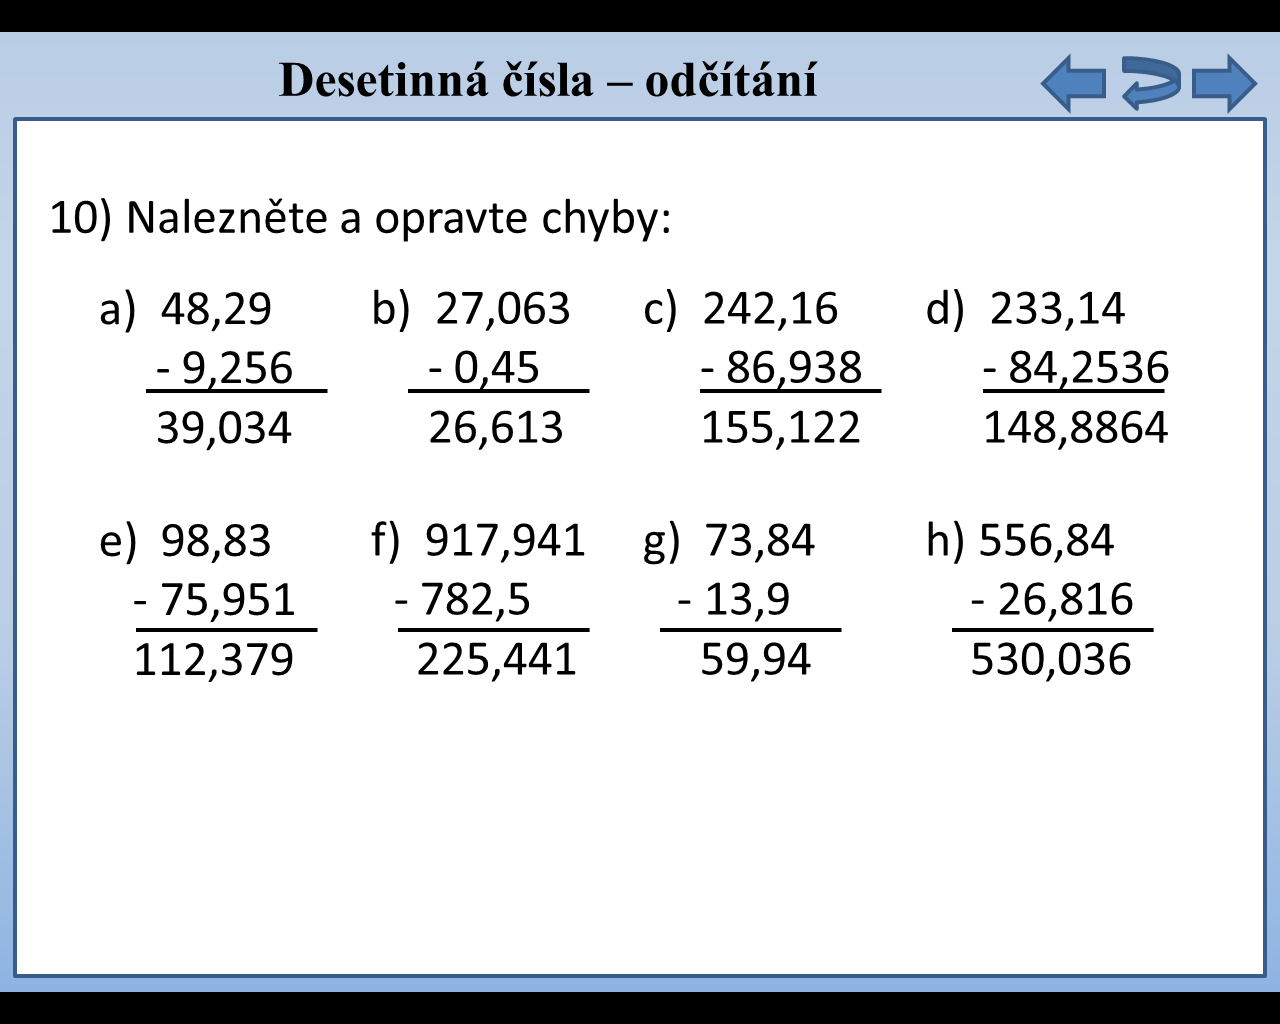 Desetinná čísla – odčítání
10) Nalezněte a opravte chyby:
a) 48,29 b) 27,063 c) 242,16 d) 233,14
- 9,256 - 0,45 - 86,938 - 84,2536
39,034 26,613 155,122 148,8864
e) 98,83 f) 917,941 g) 73,84 h) 556,84
- 75,951 - 782,5 - 13,9 - 26,816
112,379 225,441 59,94 530,036